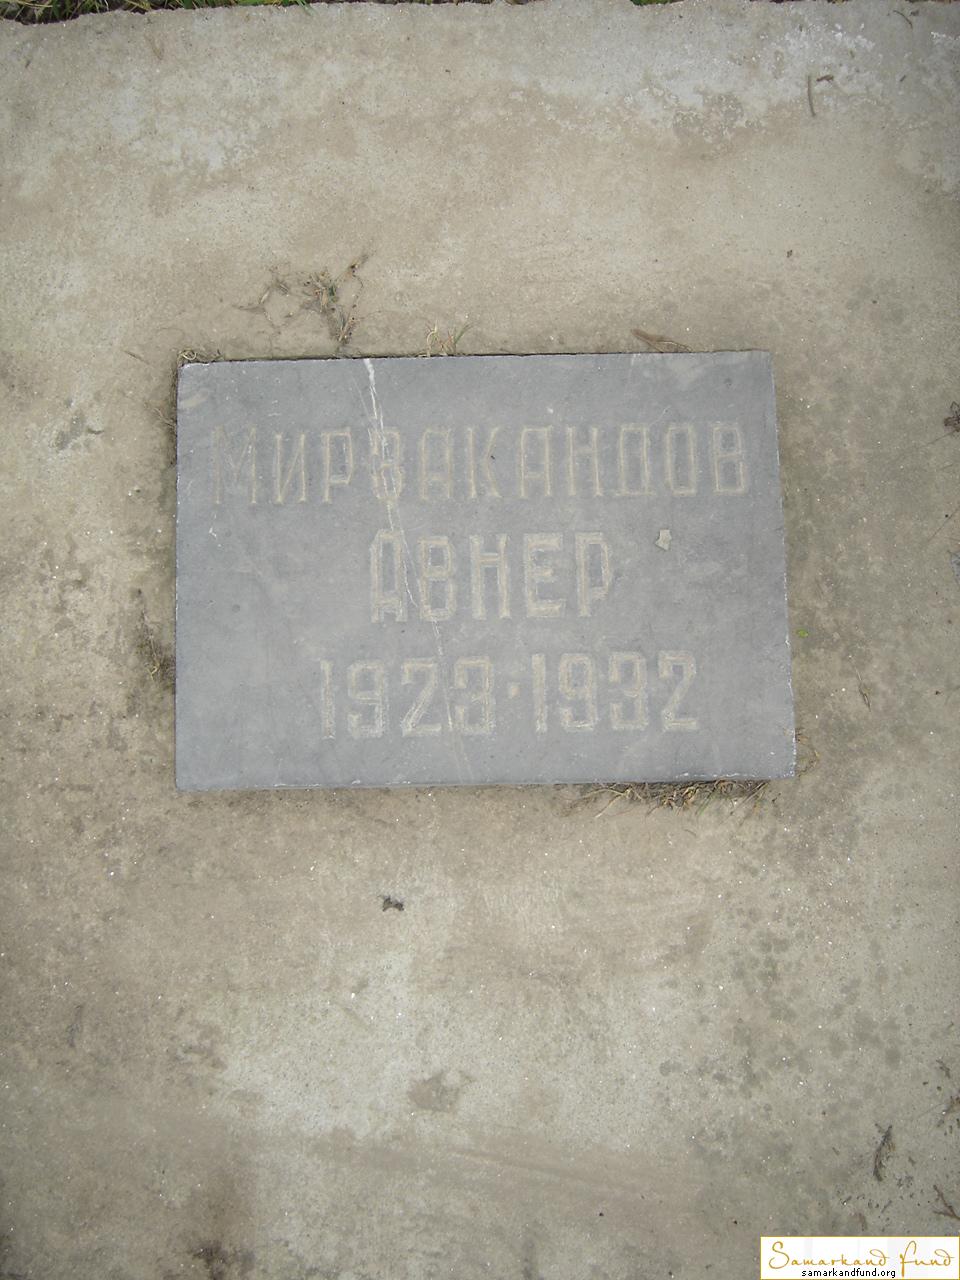 МИРЗАКАНДОВ
АВНЕР
1923-1932
Samarkand Fund
samarkandfund.org